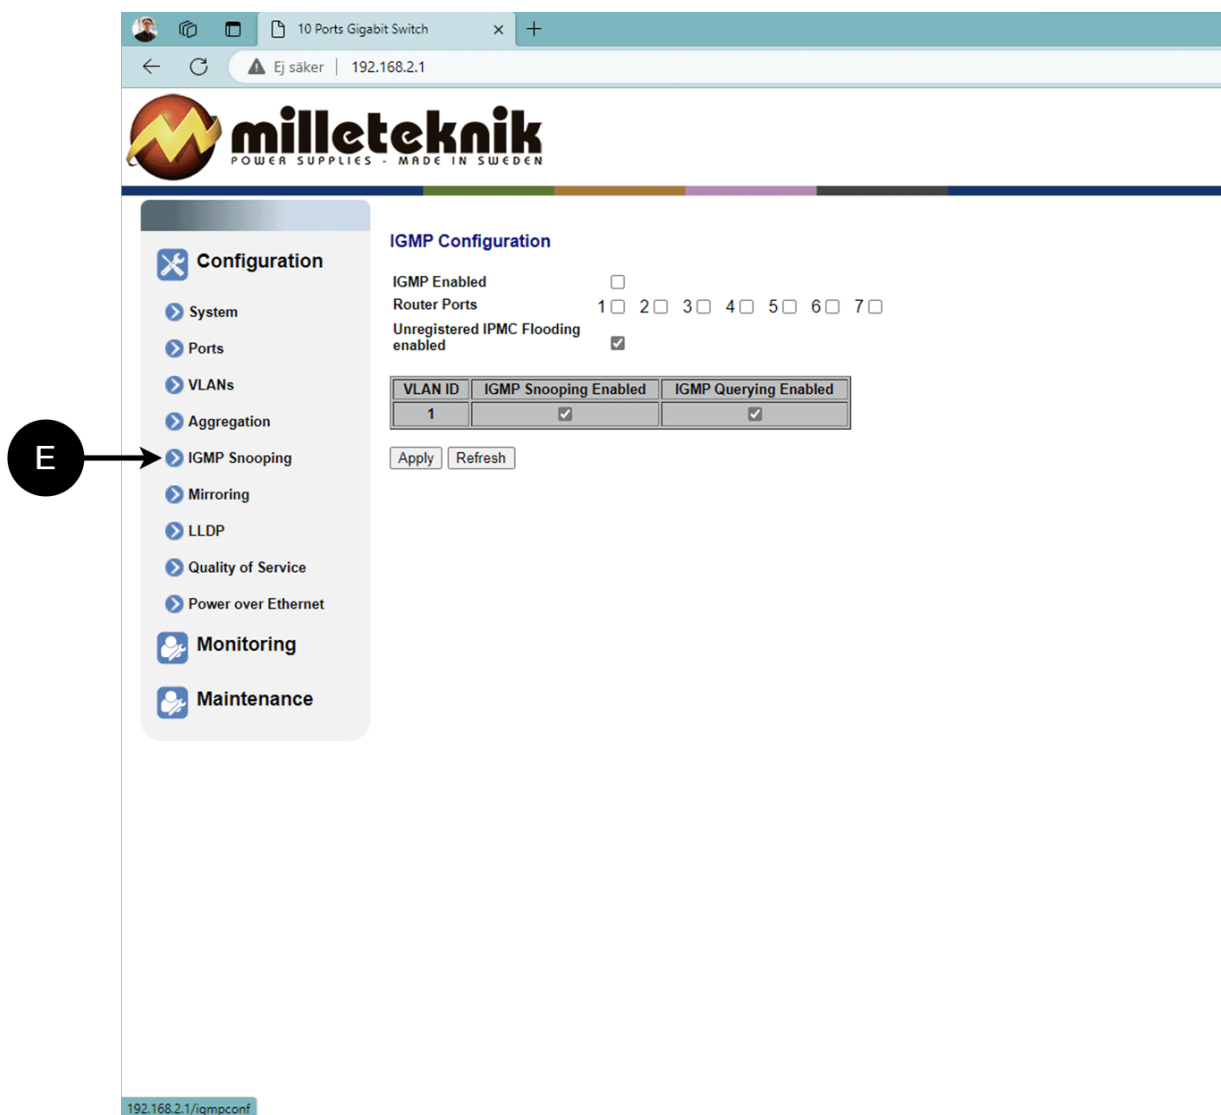 10 Ports Gigabit Switch
Ej säker | 192.168.2.1
milleteknik
POWER SUPPLIES - MADE IN SWEDEN
Configuration
System
Ports
VLANs
Aggregation
E
IGMP Snooping
Mirroring
LLDP
Quality of Service
Power over Ethernet
Monitoring
Maintenance
IGMP Configuration
IGMP Enabled
Router Ports 1 2 3 4 5 6 7
Unregistered IPMC Flooding
enabled
VLAN ID IGMP Snooping Enabled IGMP Querying Enabled
1
Apply Refresh
192.168.2.1/igmpconf